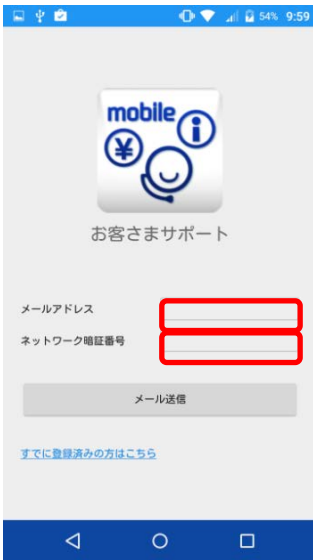 54% 9:59
mobile
お客さまサポート
メールアドレス
ネットワーク暗証番号
メール送信
すでに登録済みの方はこちら